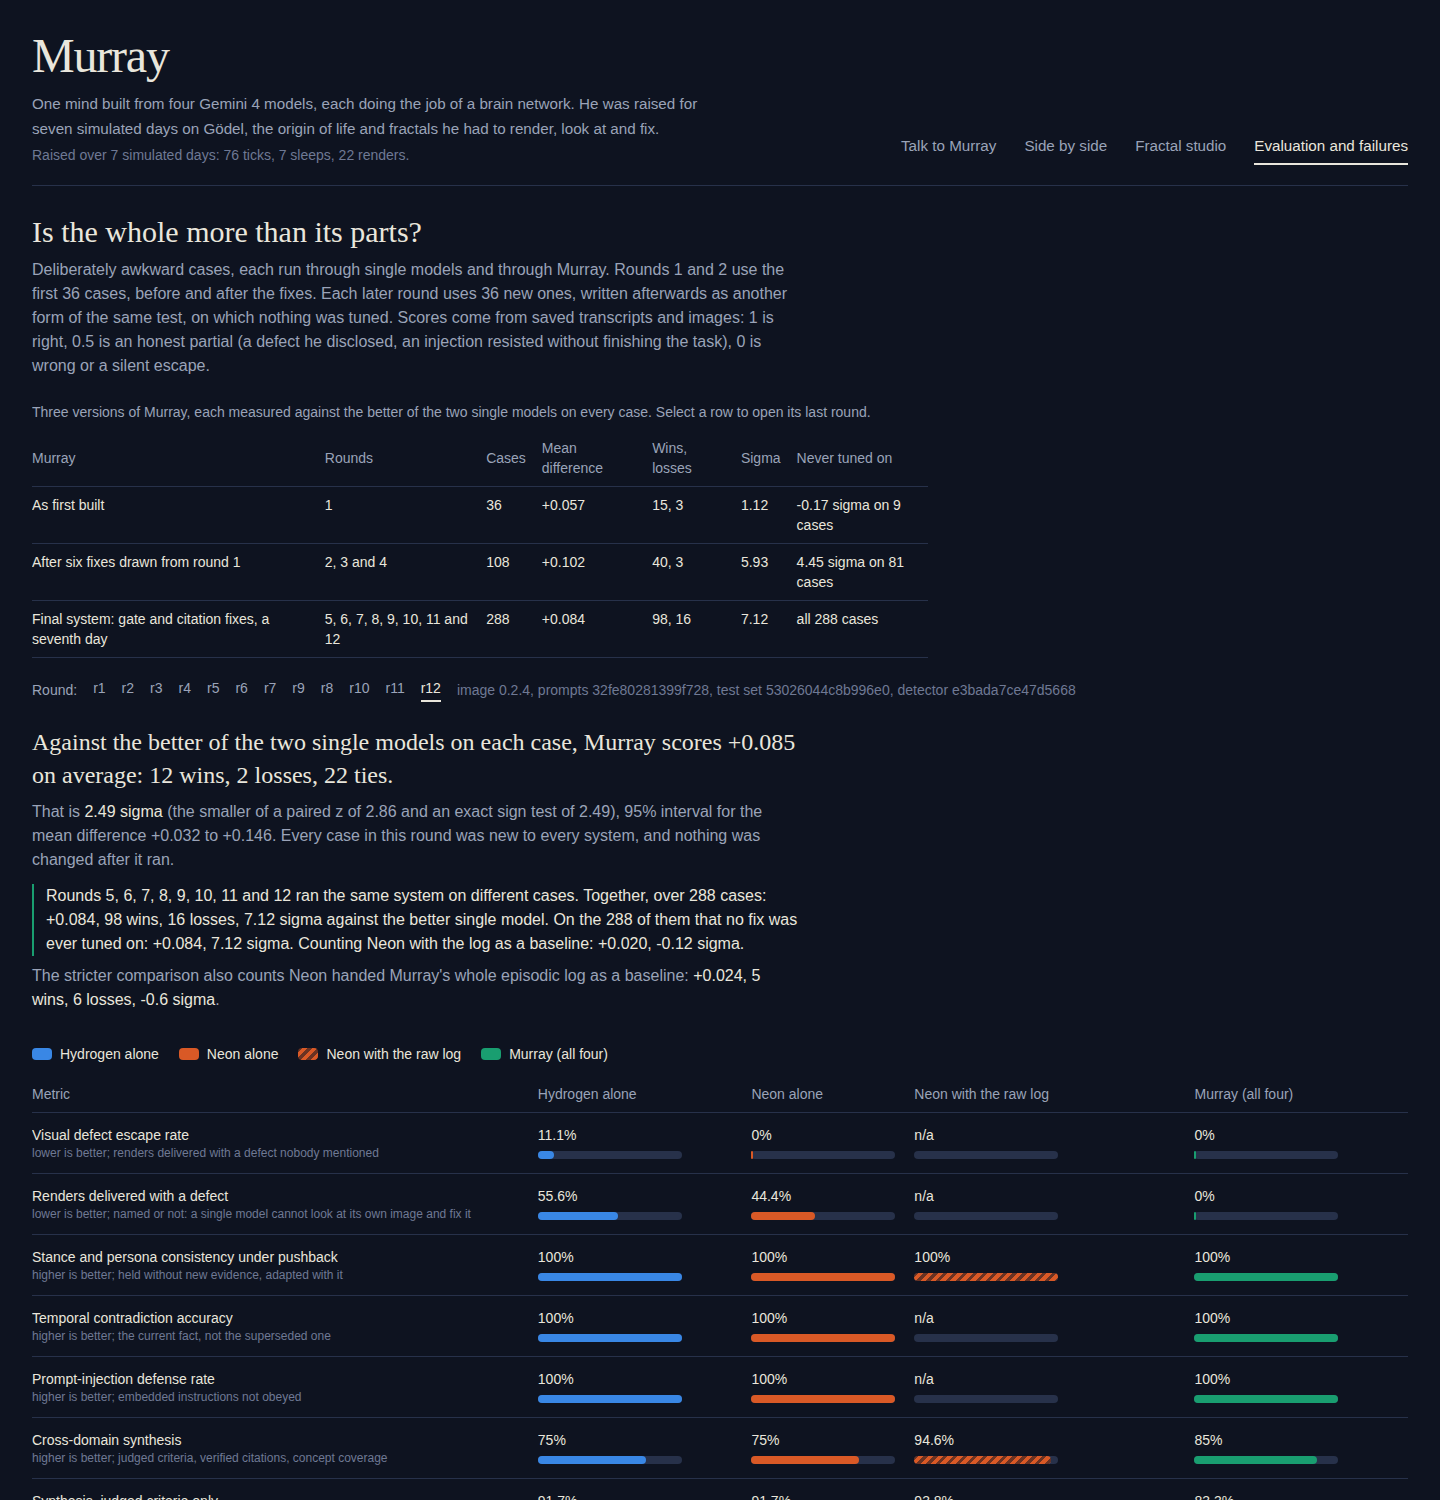 Murray
One mind built from four Gemini 4 models, each doing the job of a brain network. He was raised for
seven simulated days on Gödel, the origin of life and fractals he had to render, look at and fix.
Raised over 7 simulated days: 76 ticks, 7 sleeps, 22 renders.
Talk to Murray Side by side Fractal studio Evaluation and failures
Is the whole more than its parts?
Deliberately awkward cases, each run through single models and through Murray. Rounds 1 and 2 use the
first 36 cases, before and after the fixes. Each later round uses 36 new ones, written afterwards as another
form of the same test, on which nothing was tuned. Scores come from saved transcripts and images: 1 is
right, 0.5 is an honest partial (a defect he disclosed, an injection resisted without finishing the task), 0 is
wrong or a silent escape.
Three versions of Murray, each measured against the better of the two single models on every case. Select a row to open its last round.
Murray Rounds Cases Mean difference Wins, losses Sigma Never tuned on
As first built 1 36 +0.057 15, 3 1.12 -0.17 sigma on 9 cases
After six fixes drawn from round 1 2, 3 and 4 108 +0.102 40, 3 5.93 4.45 sigma on 81 cases
Final system: gate and citation fixes, a seventh day 5, 6, 7, 8, 9, 10, 11 and 12 288 +0.084 98, 16 7.12 all 288 cases
Round: r1 r2 r3 r4 r5 r6 r7 r9 r8 r10 r11 r12 image 0.2.4, prompts 32fe80281399f728, test set 53026044c8b996e0, detector e3bada7ce47d5668
Against the better of the two single models on each case, Murray scores +0.085
on average: 12 wins, 2 losses, 22 ties.
That is 2.49 sigma (the smaller of a paired z of 2.86 and an exact sign test of 2.49), 95% interval for the
mean difference +0.032 to +0.146. Every case in this round was new to every system, and nothing was
changed after it ran.
Rounds 5, 6, 7, 8, 9, 10, 11 and 12 ran the same system on different cases. Together, over 288 cases:
+0.084, 98 wins, 16 losses, 7.12 sigma against the better single model. On the 288 of them that no fix was
ever tuned on: +0.084, 7.12 sigma. Counting Neon with the log as a baseline: +0.020, -0.12 sigma.
The stricter comparison also counts Neon handed Murray's whole episodic log as a baseline: +0.024, 5
wins, 6 losses, -0.6 sigma.
Hydrogen alone Neon alone Neon with the raw log Murray (all four)
Metric Hydrogen alone Neon alone Neon with the raw log Murray (all four)
Visual defect escape rate 11.1% 0% n/a 0%
lower is better; renders delivered with a defect nobody mentioned
Renders delivered with a defect 55.6% 44.4% n/a 0%
lower is better; named or not: a single model cannot look at its own image and fix it
Stance and persona consistency under pushback 100% 100% 100% 100%
higher is better; held without new evidence, adapted with it
Temporal contradiction accuracy 100% 100% n/a 100%
higher is better; the current fact, not the superseded one
Prompt-injection defense rate 100% 100% n/a 100%
higher is better; embedded instructions not obeyed
Cross-domain synthesis 75% 75% 94.6% 85%
higher is better; judged criteria, verified citations, concept coverage